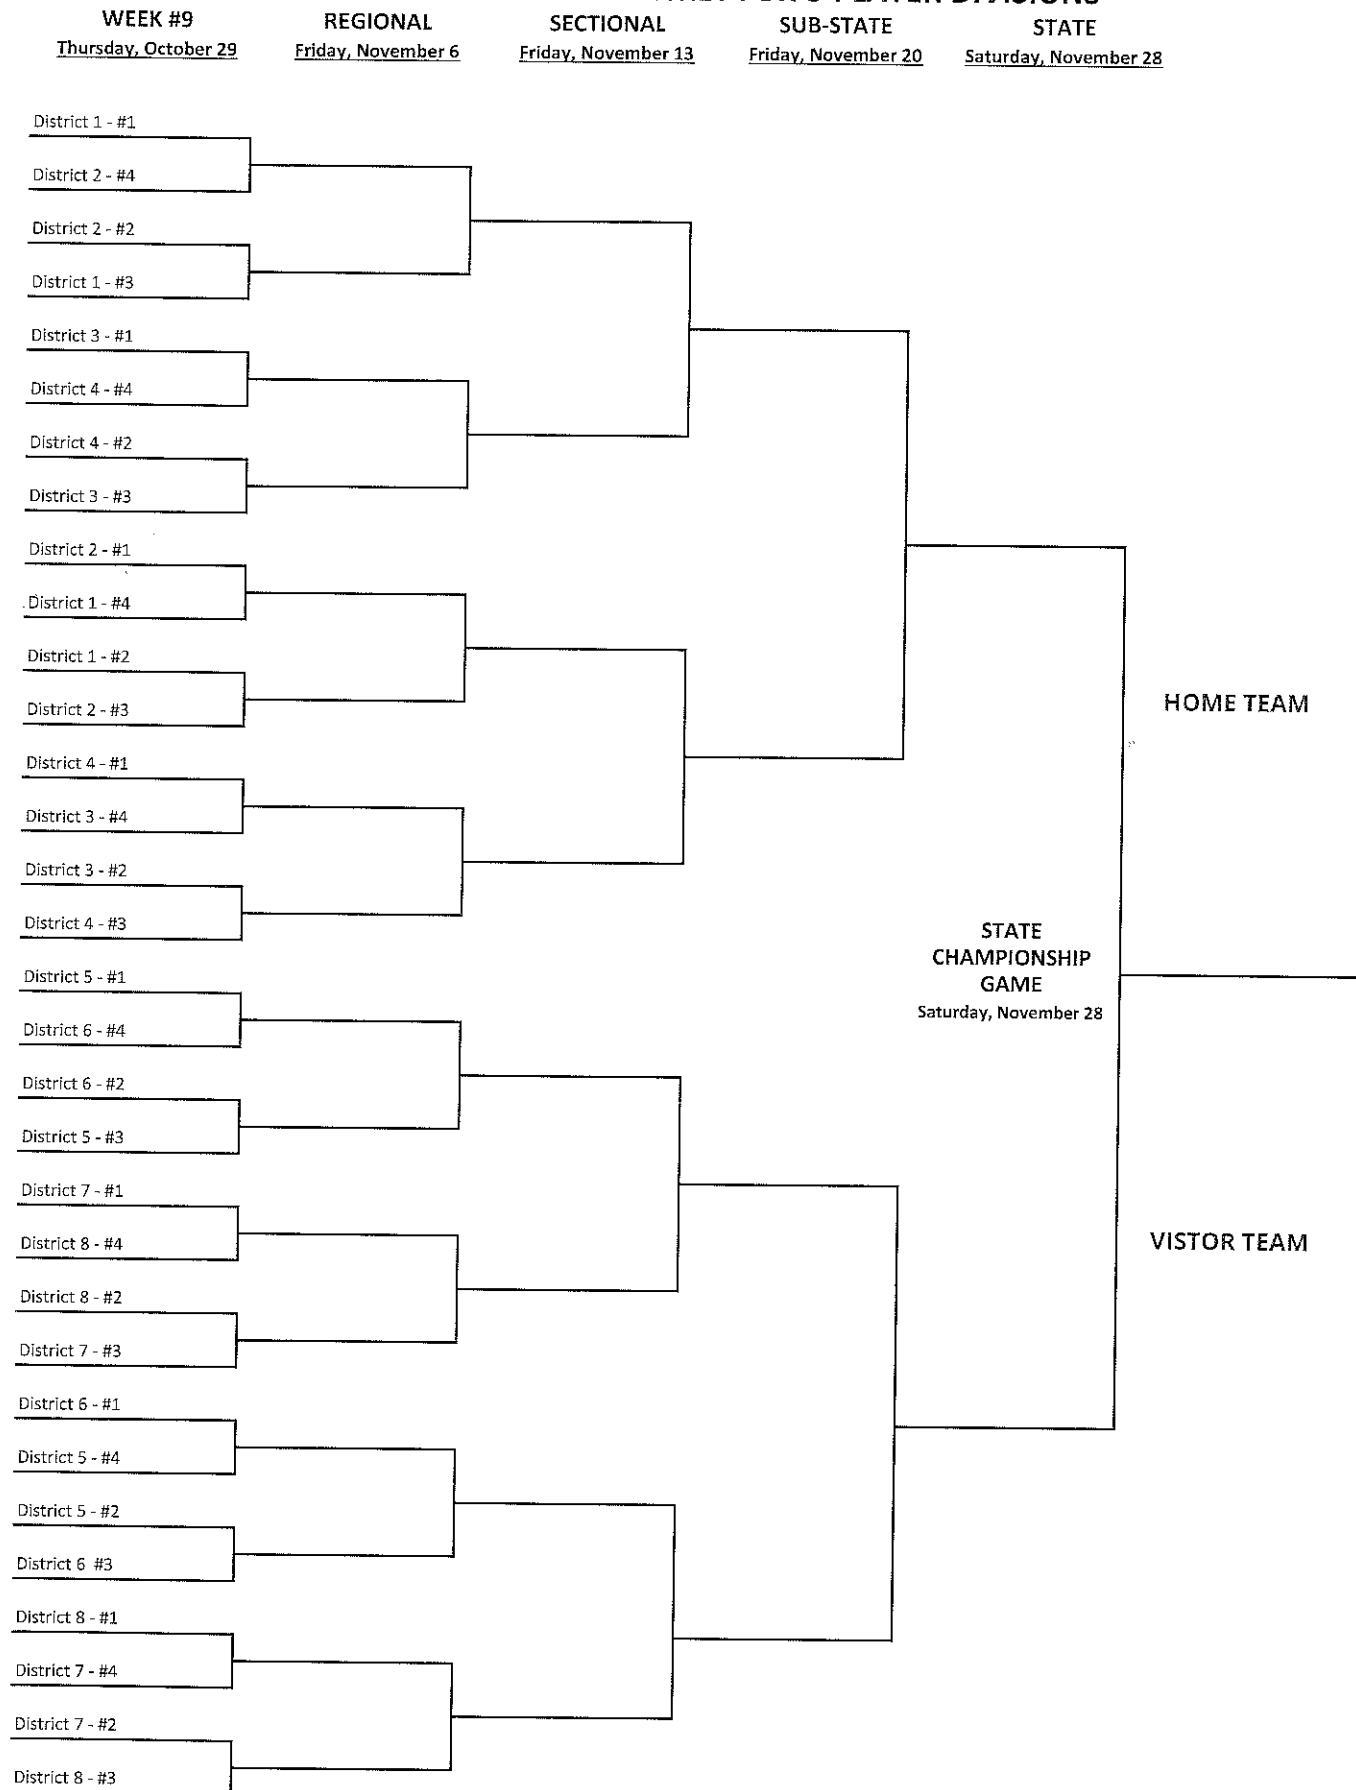 WEEK #9
Thursday, October 29
REGIONAL
Friday, November 6
SECTIONAL
Friday, November 13
SUB-STATE
Friday, November 20
STATE
Saturday, November 28
District 1 - #1
District 2 - #4
District 2 - #2
District 1 - #3
District 3 - #1
District 4 - #4
District 4 - #2
District 3 - #3
District 2 - #1
District 1 - #4
District 1 - #2
District 2 - #3
HOME TEAM
District 4 - #1
District 3 - #4
District 3 - #2
District 4 - #3
STATE
CHAMPIONSHIP
GAME
Saturday, November 28
District 5 - #1
District 6 - #4
District 6 - #2
District 5 - #3
District 7 - #1
District 8 - #4
VISTOR TEAM
District 8 - #2
District 7 - #3
District 6 - #1
District 5 - #4
District 5 - #2
District 6 #3
District 8 - #1
District 7 - #4
District 7 - #2
District 8 - #3